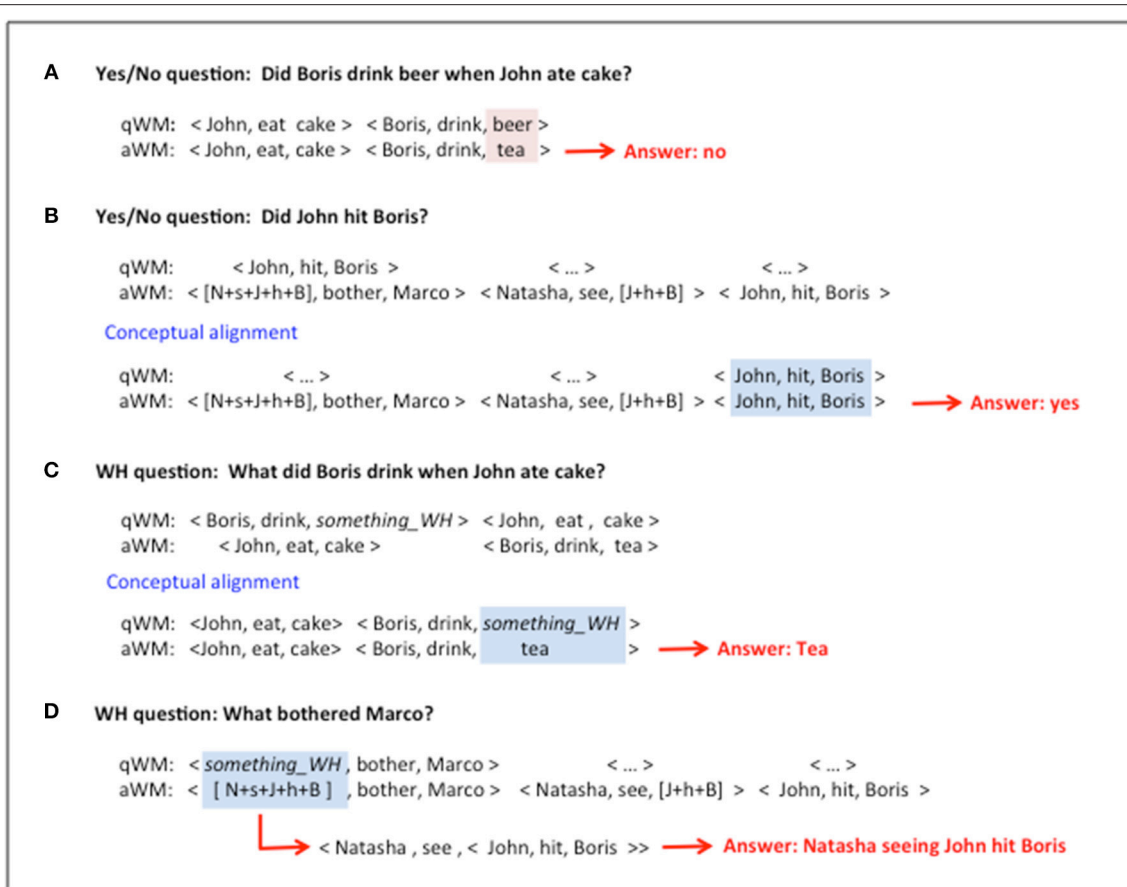 A Yes/No question: Did Boris drink beer when John ate cake?
qWM: < John, eat cake > < Boris, drink, beer >
aWM: < John, eat, cake > < Boris, drink, tea > Answer: no
B Yes/No question: Did John hit Boris?
qWM: < John, hit, Boris > < ... > < ... >
aWM: < [N+s+J+h+B], bother, Marco > < Natasha, see, [J+h+B] > < John, hit, Boris >
Conceptual alignment
qWM: < ... > < ... > < John, hit, Boris >
aWM: < [N+s+J+h+B], bother, Marco > < Natasha, see, [J+h+B] > < John, hit, Boris > Answer: yes
C WH question: What did Boris drink when John ate cake?
qWM: < Boris, drink, something_WH > < John, eat , cake >
aWM: < John, eat, cake > < Boris, drink, tea >
Conceptual alignment
qWM: <John, eat, cake> < Boris, drink, something_WH >
aWM: <John, eat, cake> < Boris, drink, tea > Answer: Tea
D WH question: What bothered Marco?
qWM: < something_WH , bother, Marco > < ... > < ... >
aWM: < [ N+s+J+h+B ] , bother, Marco > < Natasha, see, [J+h+B] > < John, hit, Boris >
< Natasha , see , < John, hit, Boris >> Answer: Natasha seeing John hit Boris